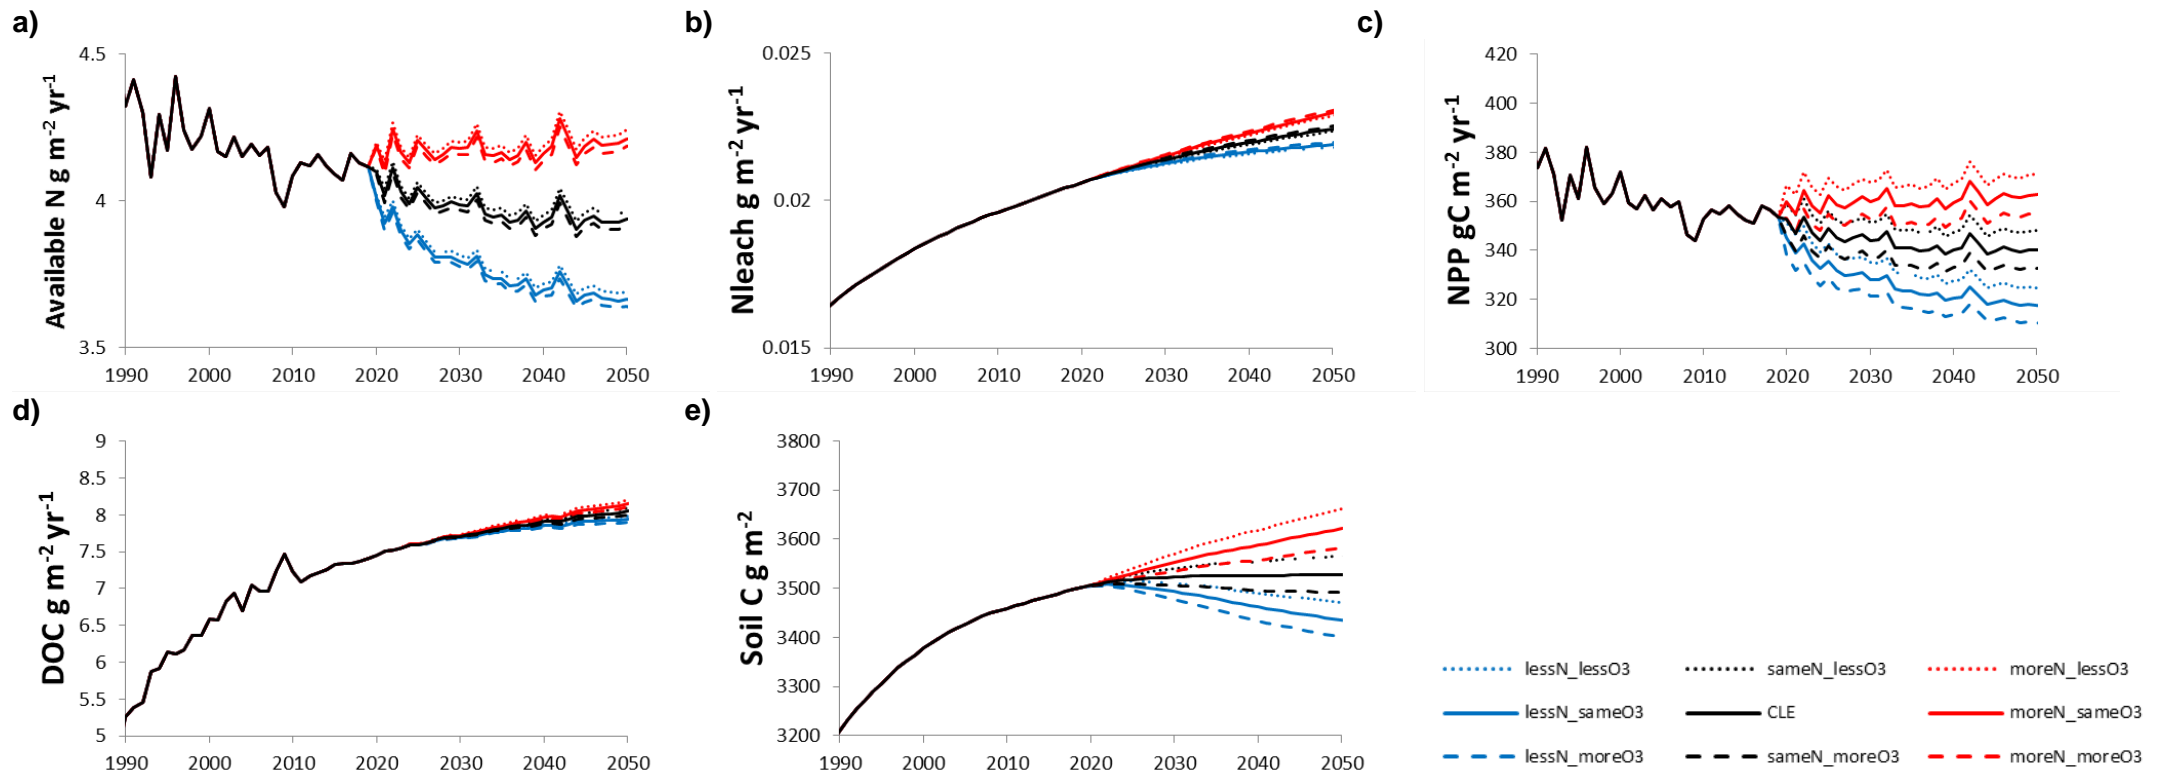 a)
4.5
4
3.5
Available N g m-2 yr-1
1990 2000 2010 2020 2030 2040 2050
b)
0.025
0.02
0.015
Nleach g m-2 yr-1
1990 2000 2010 2020 2030 2040 2050
c)
420
400
380
360
340
320
300
NPP gC m-2 yr-1
1990 2000 2010 2020 2030 2040 2050
d)
9
8.5
8
7.5
7
6.5
6
5.5
5
DOC g m-2 yr-1
1990 2000 2010 2020 2030 2040 2050
e)
3800
3700
3600
3500
3400
3300
3200
Soil C g m-2
1990 2000 2010 2020 2030 2040 2050
lessN_lessO3 sameN_lessO3 moreN_lessO3
lessN_sameO3 CLE moreN_sameO3
lessN_moreO3 sameN_moreO3 moreN_moreO3